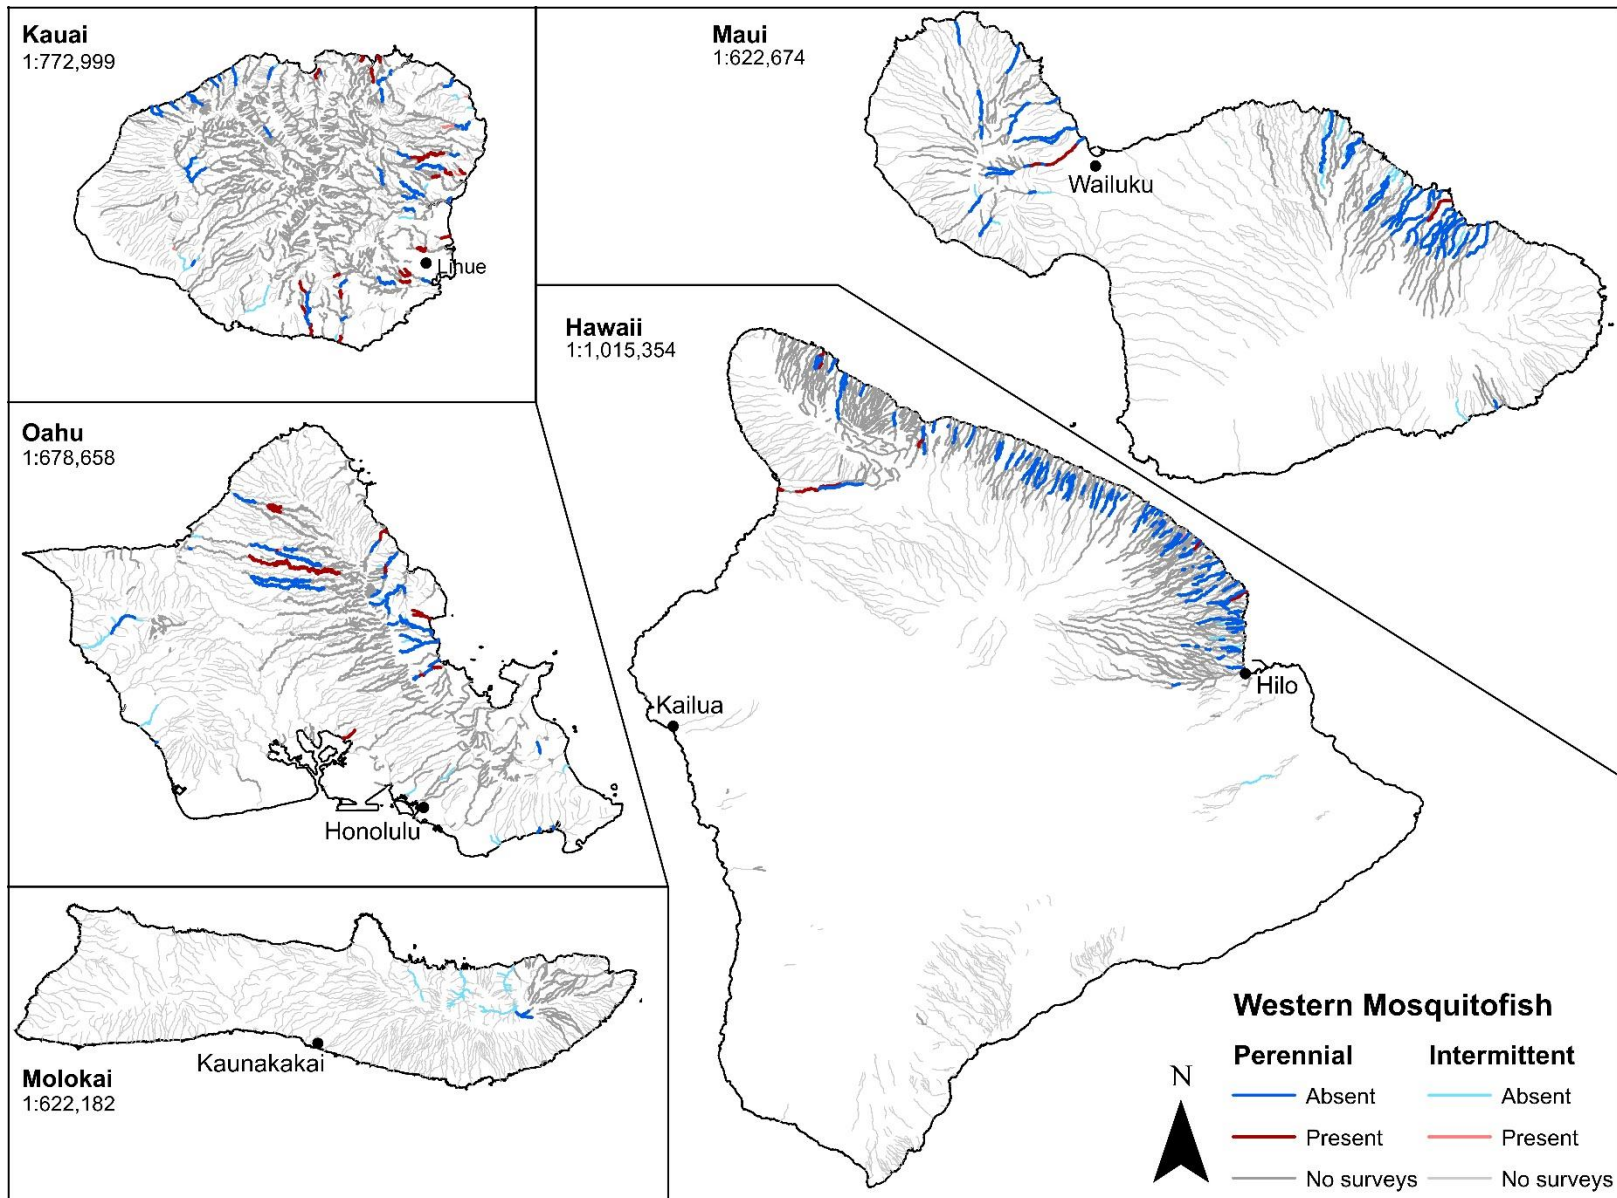 Kauai
1:772,999
Lihue
Maui
1:622,674
Wailuku
Hawaii
1:1,015,354
Kailua
Hilo
Oahu
1:678,658
Honolulu
Molokai
1:622,182
Kaunakakai
N
Western Mosquitofish
Perennial Intermittent
Absent Absent
Present Present
No surveys No surveys